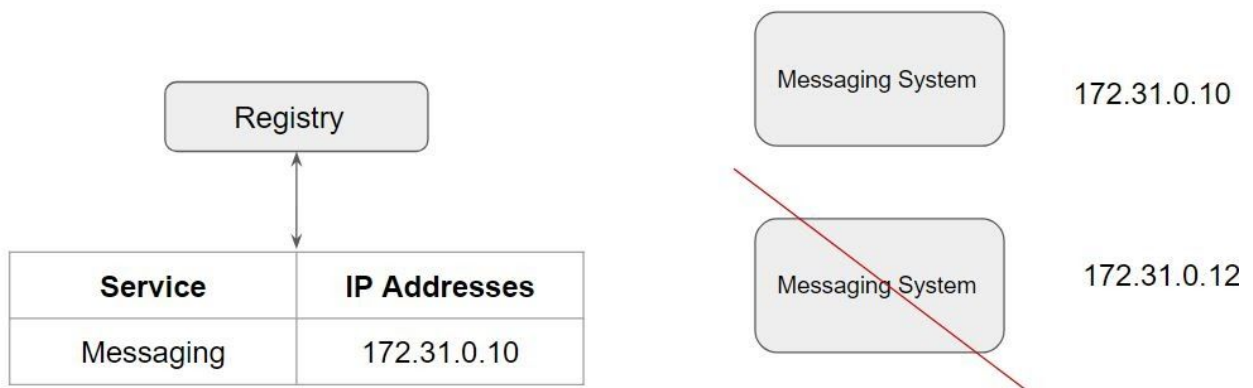 Registry
Service IP Addresses
Messaging 172.31.0.10
Messaging System 172.31.0.10
Messaging System 172.31.0.12